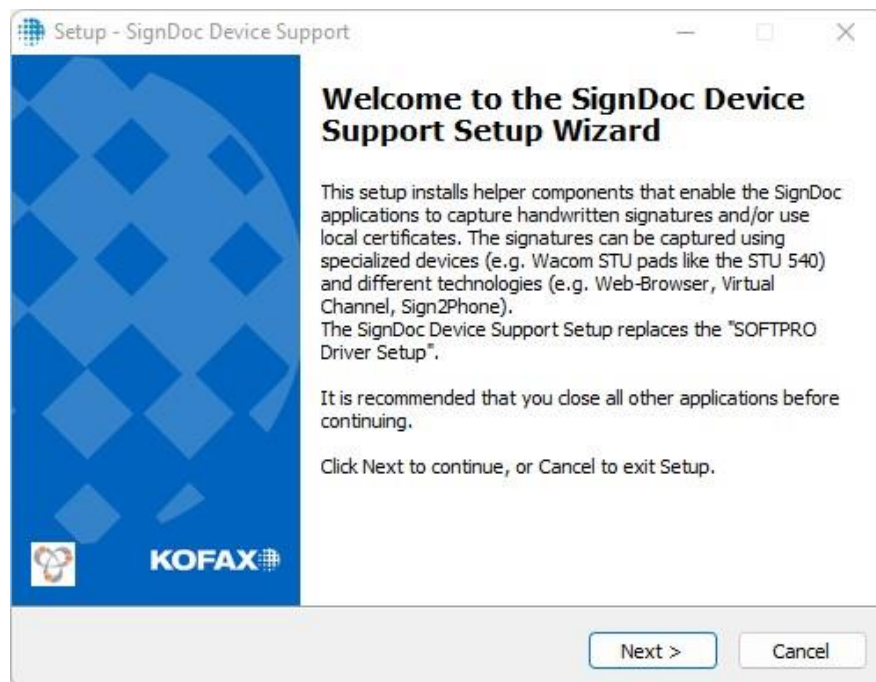 Setup - SignDoc Device Support
Welcome to the SignDoc Device
Support Setup Wizard
This setup installs helper components that enable the SignDoc
applications to capture handwritten signatures and/or use
local certificates. The signatures can be captured using
specialized devices (e.g. Wacom STU pads like the STU 540)
and different technologies (e.g. Web-Browser, Virtual
Channel, Sign2Phone).
The SignDoc Device Support Setup replaces the "SOFTPRO
Driver Setup".
It is recommended that you close all other applications before
continuing.
Click Next to continue, or Cancel to exit Setup.
KOFAX
Next >
Cancel